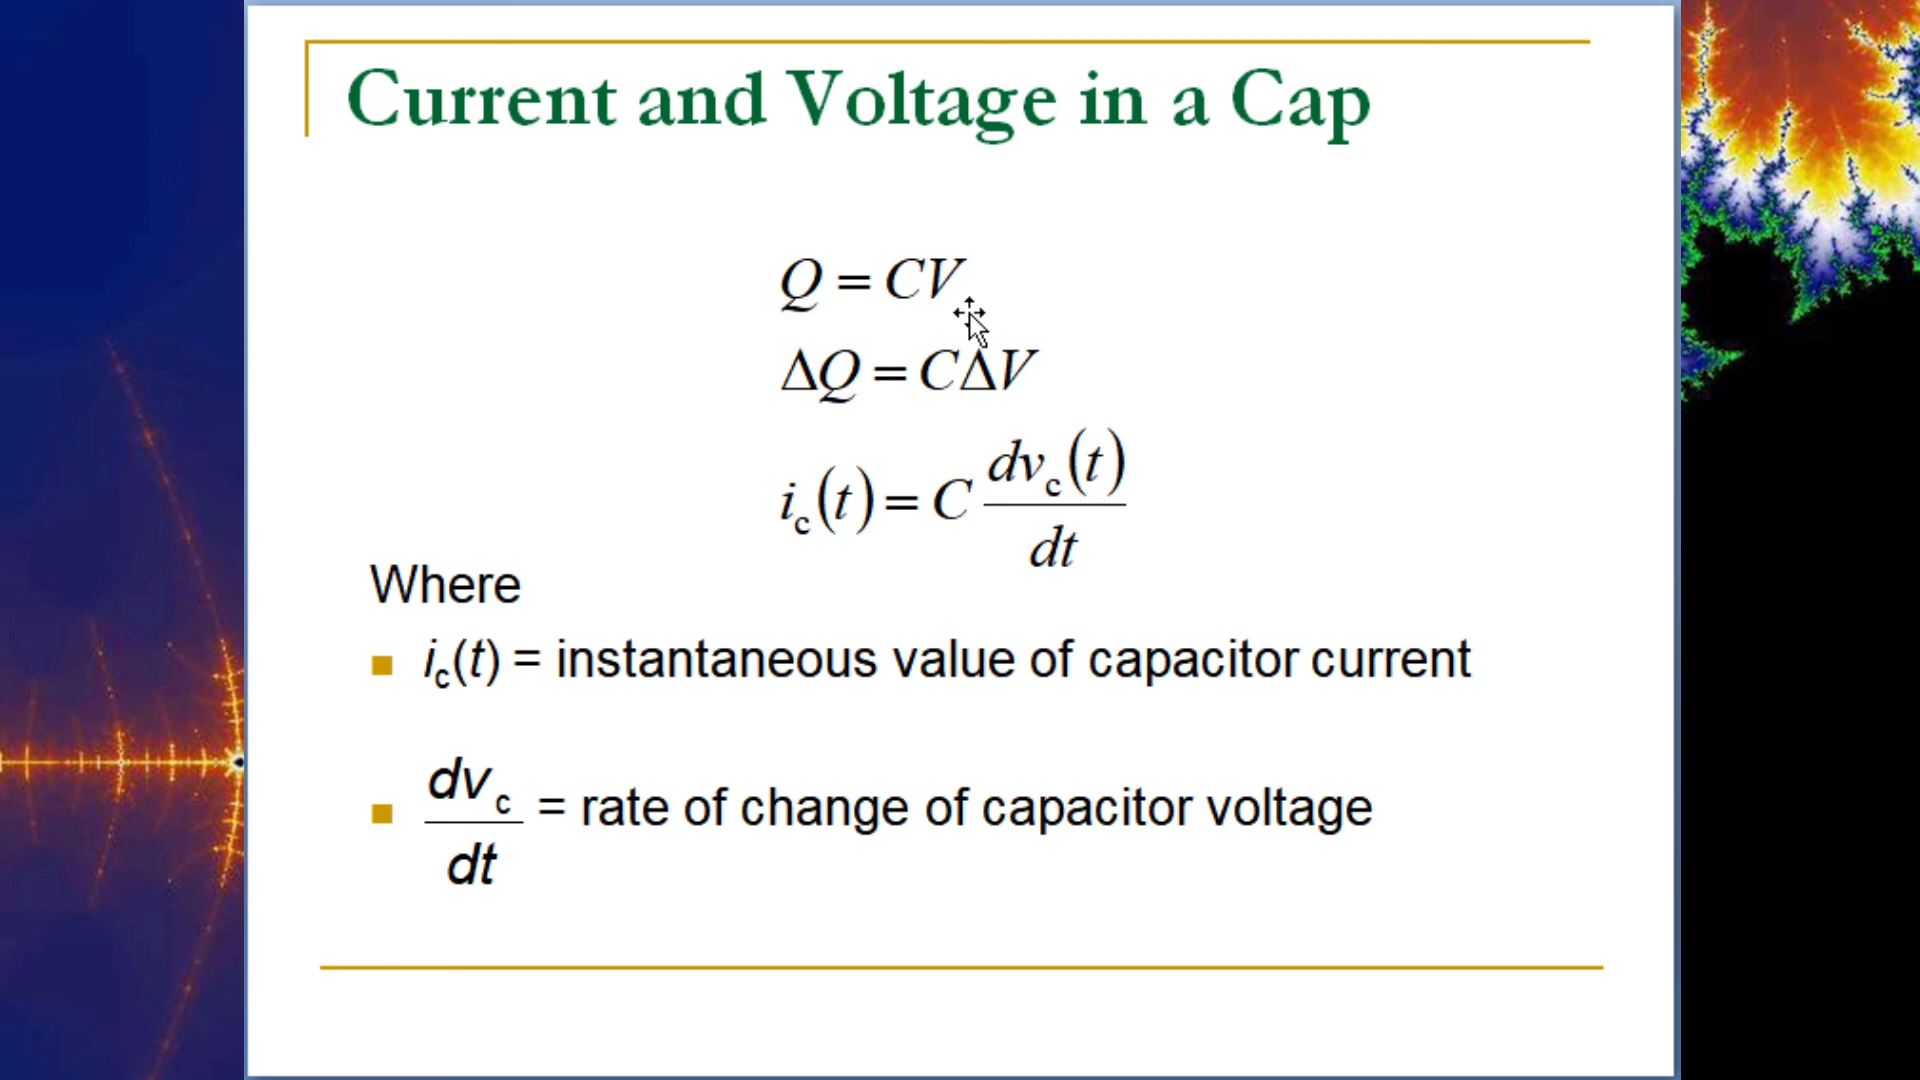 Current and Voltage in a Cap
Q = CV
ΔQ = CΔV
i_c(t) = C dv_c(t)/dt
Where
i_c(t) = instantaneous value of capacitor current
dv_c/dt = rate of change of capacitor voltage